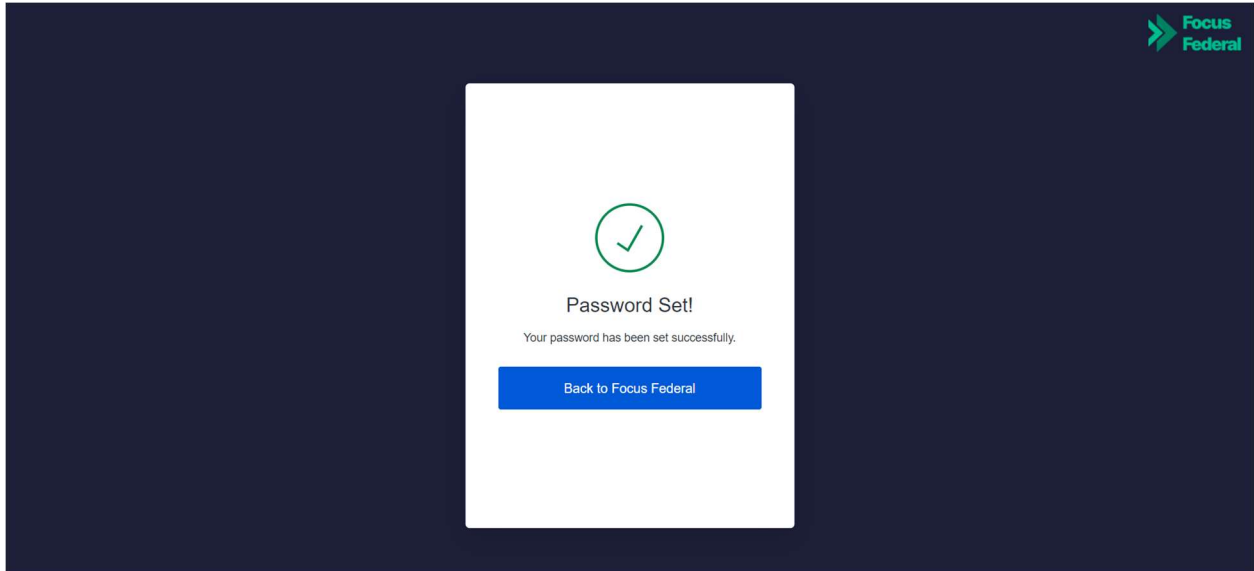 Focus
Federal
Password Set!
Your password has been set successfully.
Back to Focus Federal